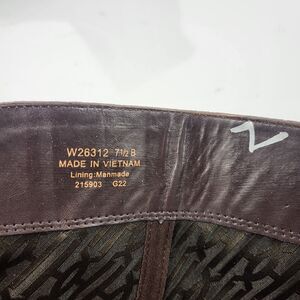 W26312 7½ B
MADE IN VIETNAM
Lining:Manmade
215903 G22